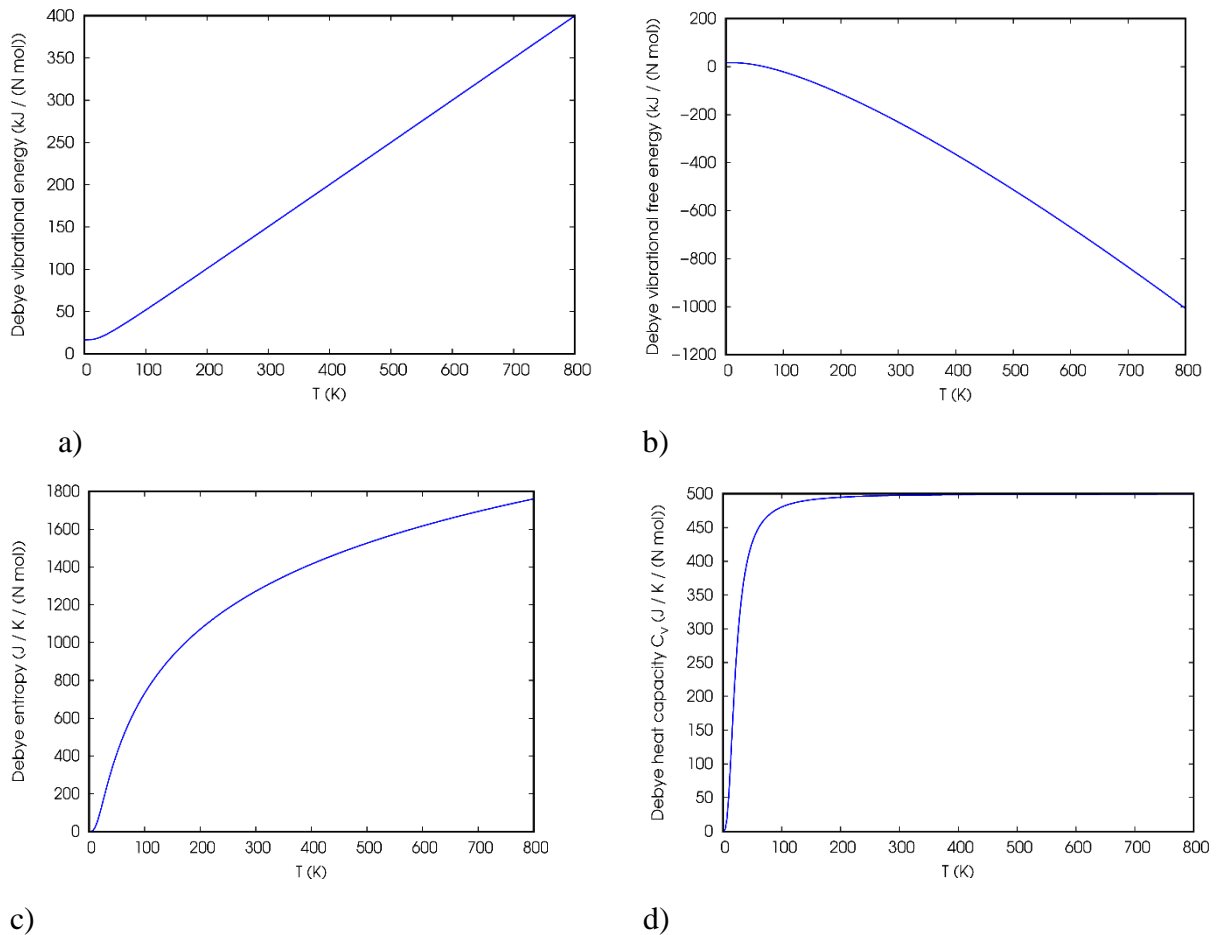 Debye vibrational energy (kJ / (N mol))
400
350
300
250
200
150
100
50
0
0 100 200 300 400 500 600 700 800
T (K)
a)
Debye vibrational free energy (kJ / (N mol))
200
0
−200
−400
−600
−800
−1000
−1200
0 100 200 300 400 500 600 700 800
T (K)
b)
Debye entropy (J / K / (N mol))
1800
1600
1400
1200
1000
800
600
400
200
0
0 100 200 300 400 500 600 700 800
T (K)
c)
Debye heat capacity C_v (J / K / (N mol))
500
450
400
350
300
250
200
150
100
50
0
0 100 200 300 400 500 600 700 800
T (K)
d)